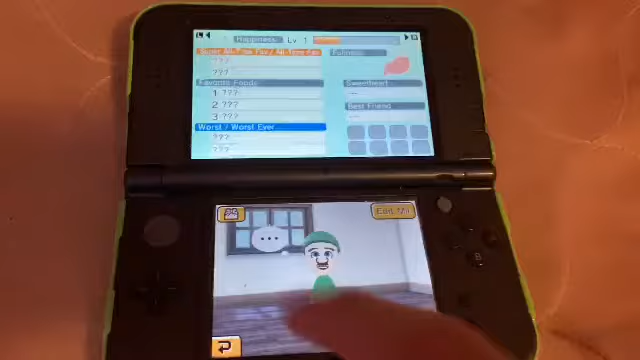 L
Happiness Lv 1
Super All-Time Fav / All-Time Fav
???
???
Favorite Foods
1 ???
2 ???
3 ???
Worst / Worst Ever
???
???
Fullness
Sweetheart
---
Best Friend
---
Edit Mii
B